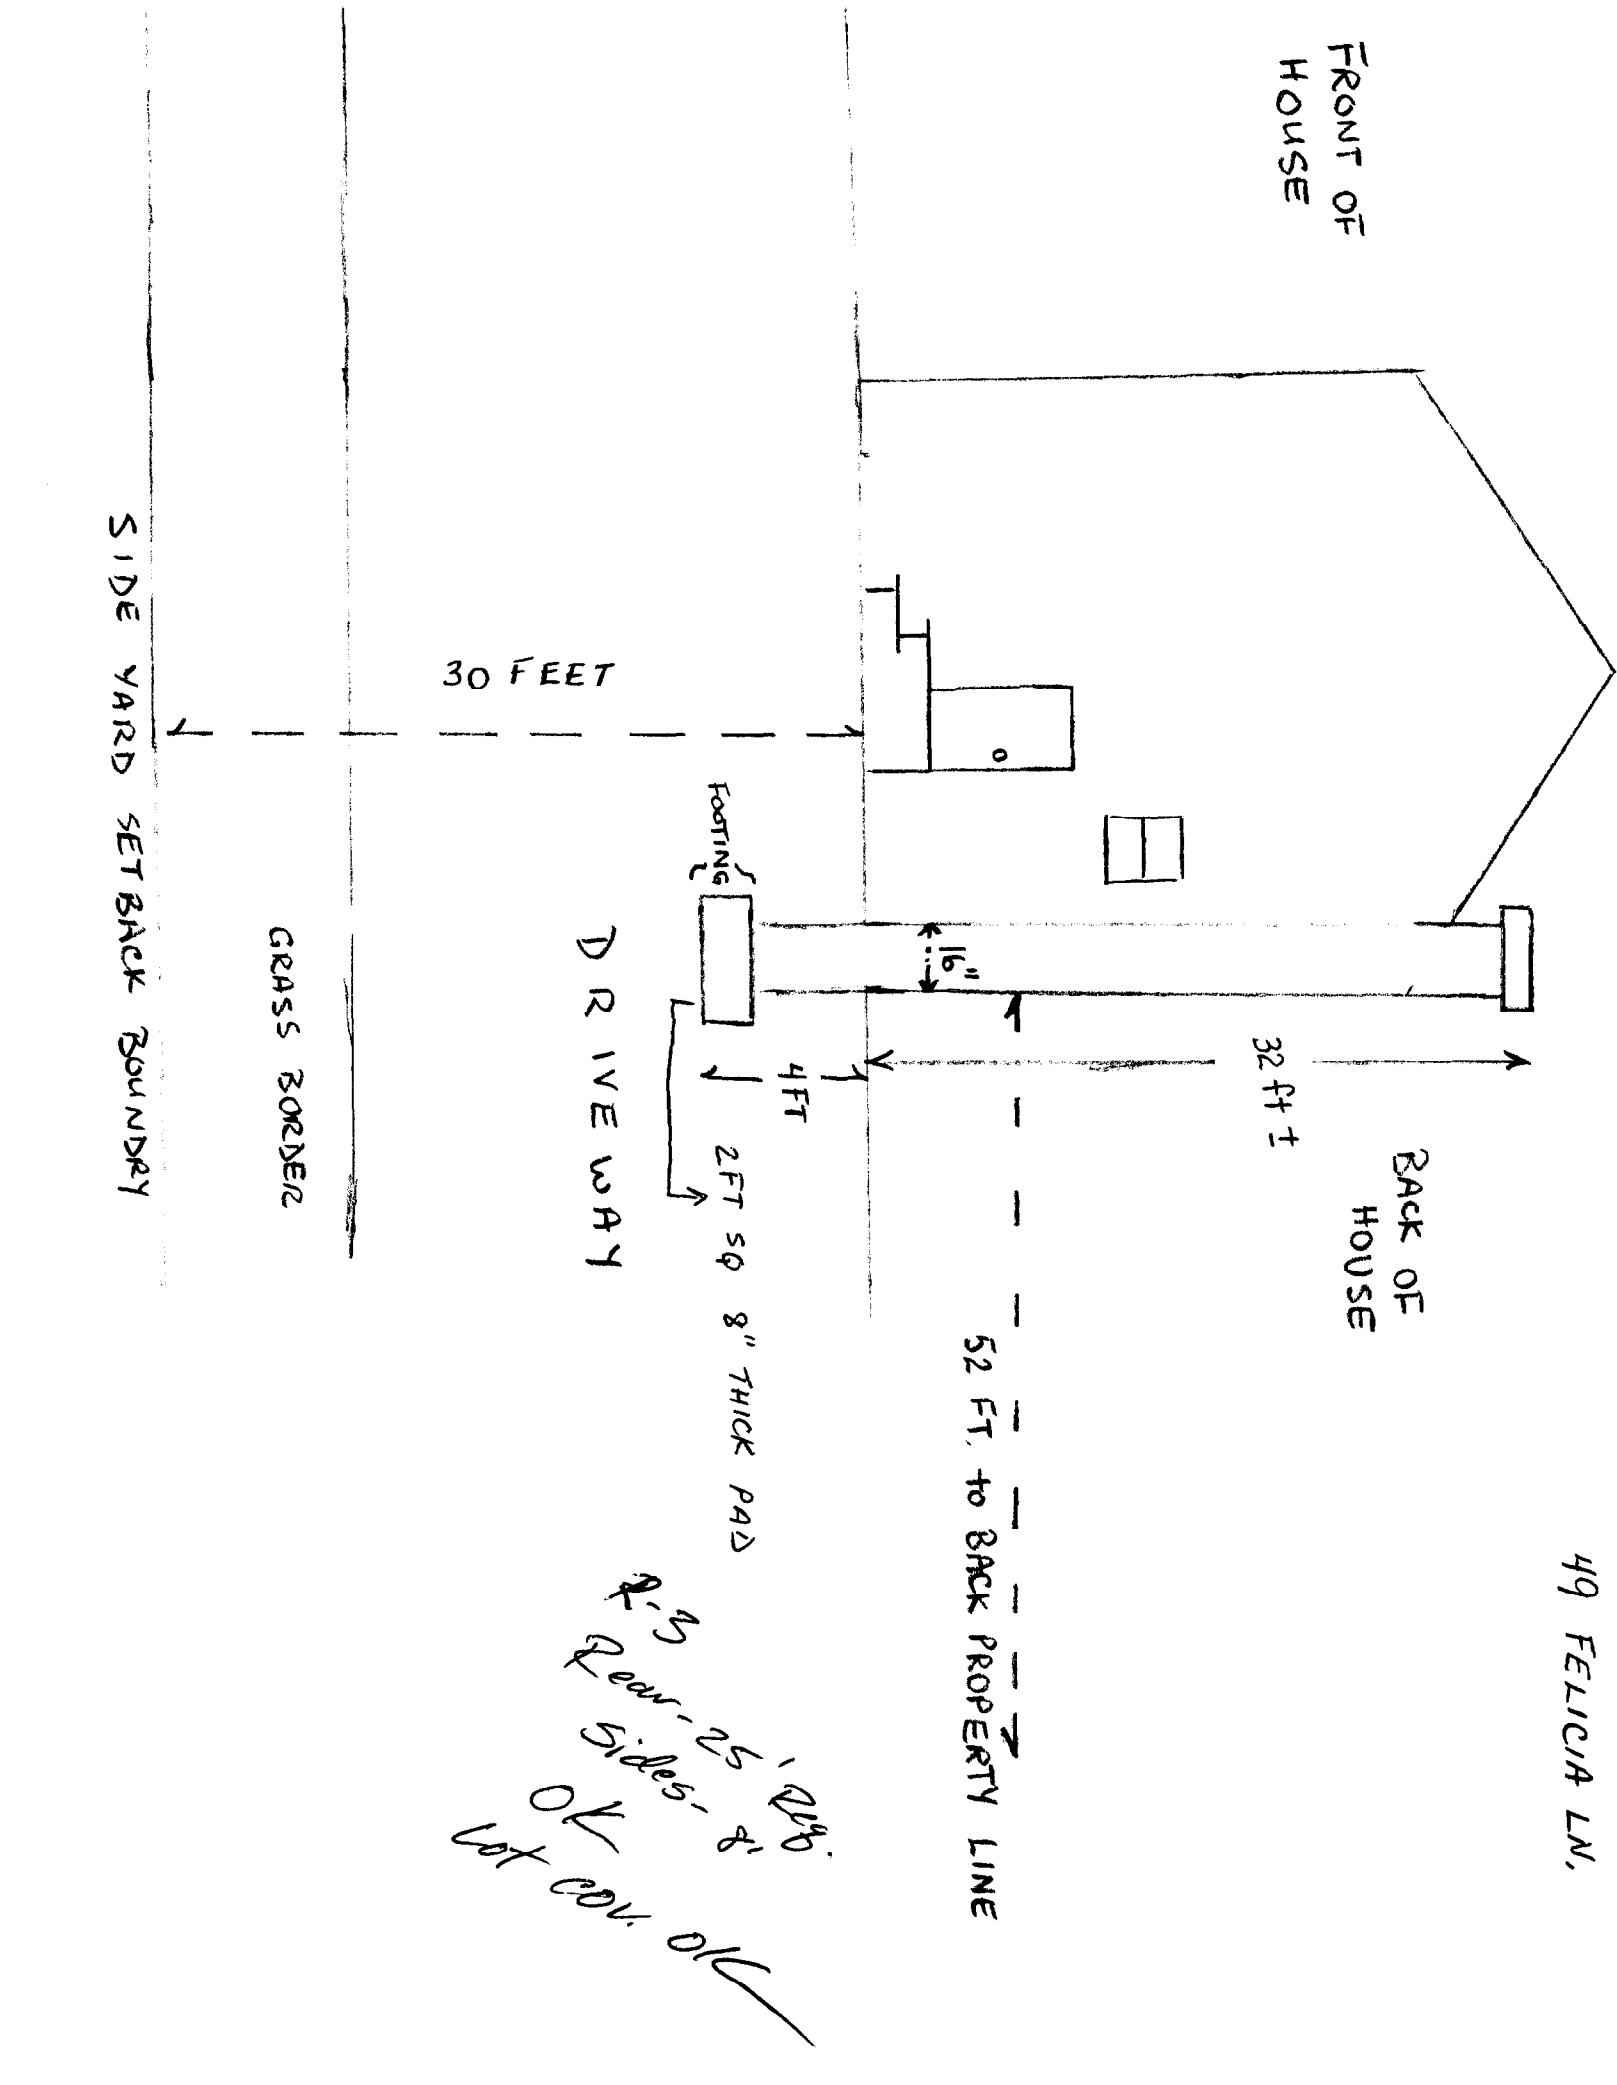 49 FELICIA LN.
FRONT OF
HOUSE
BACK OF
HOUSE
32 ft ±
16"
52 FT. to BACK PROPERTY LINE
4FT
FOOTING
2FT SQ 8" THICK PAD
30 FEET
DRIVEWAY
GRASS BORDER
SIDE YARD SETBACK BOUNDRY
R-3
Rear-25' Rq.
Sides-8'
OK
Lot cov. OK